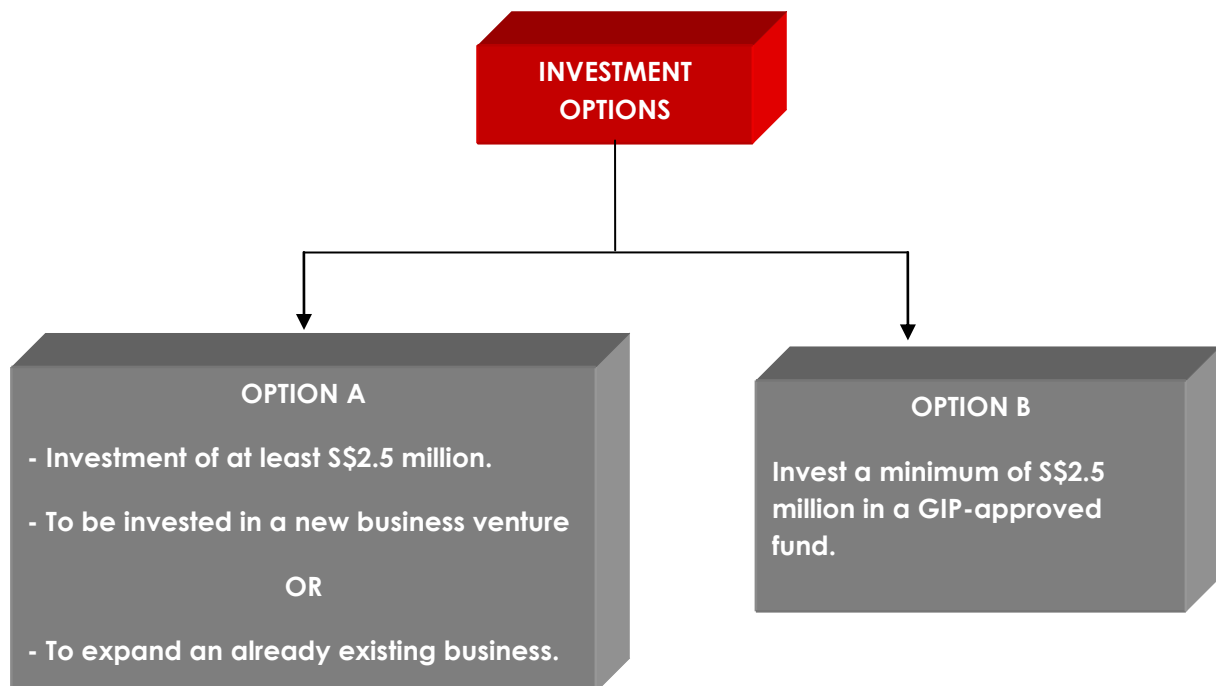 INVESTMENT
OPTIONS
OPTION A
- Investment of at least S$2.5 million.
- To be invested in a new business venture
OR
- To expand an already existing business.
OPTION B
Invest a minimum of S$2.5
million in a GIP-approved
fund.